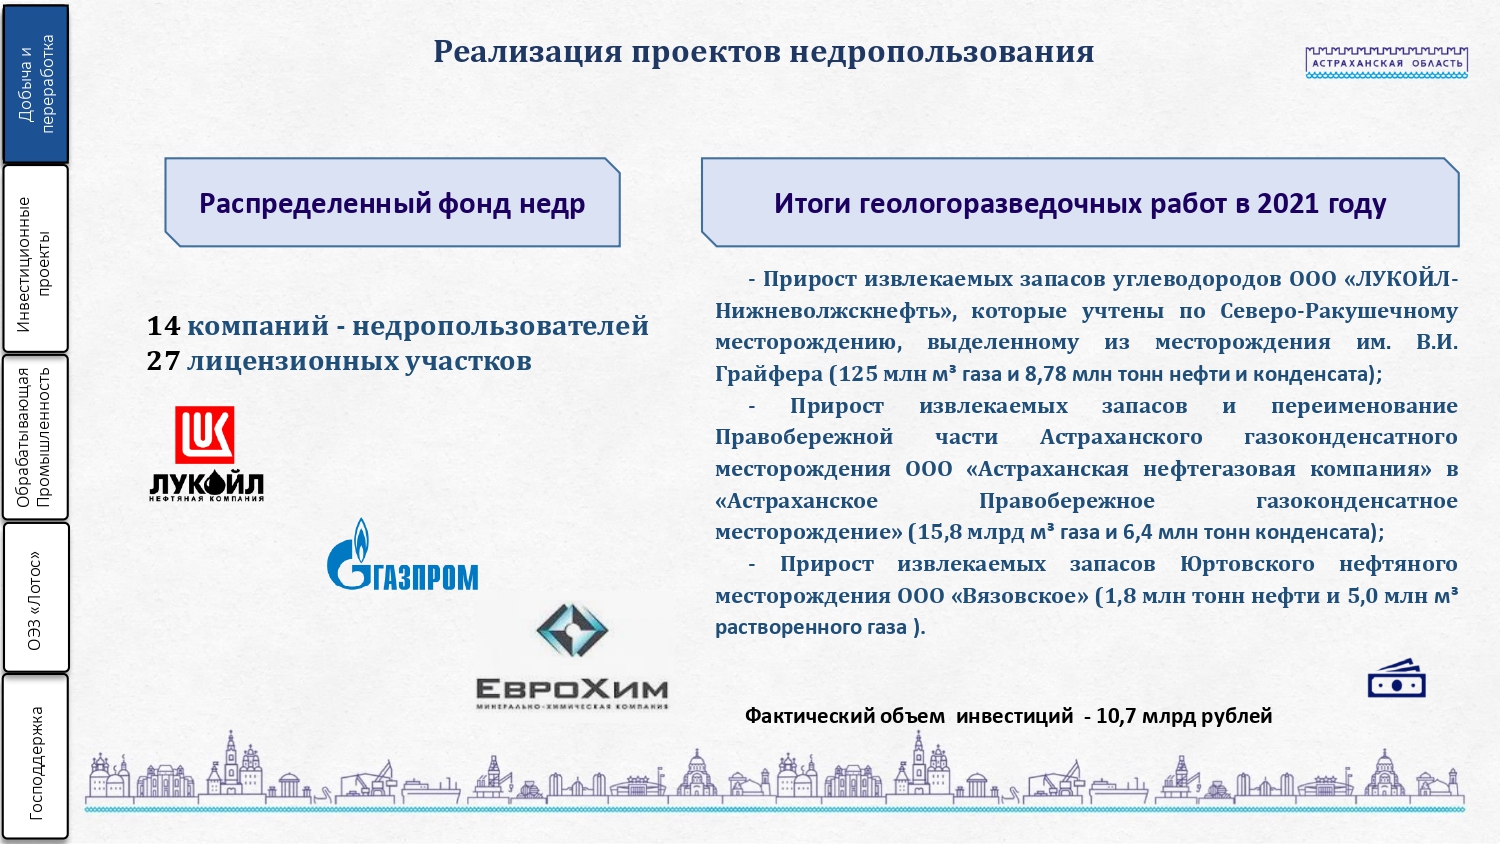 Добыча и
переработка
Инвестиционные
проекты
Обрабатывающая
Промышленность
ОЭЗ «Лотос»
Господдержка
Реализация проектов недропользования
АСТРАХАНСКАЯ ОБЛАСТЬ
Распределенный фонд недр
14 компаний - недропользователей
27 лицензионных участков
ЛУКОЙЛ
НЕФТЯНАЯ КОМПАНИЯ
ГАЗПРОМ
ЕВРОХИМ
МИНЕРАЛЬНО-ХИМИЧЕСКАЯ КОМПАНИЯ
Итоги геологоразведочных работ в 2021 году
- Прирост извлекаемых запасов углеводородов ООО «ЛУКОЙЛ-
Нижневолжскнефть», которые учтены по Северо-Ракушечному
месторождению, выделенному из месторождения им. В.И.
Грайфера (125 млн м³ газа и 8,78 млн тонн нефти и конденсата);
- Прирост извлекаемых запасов и переименование
Правобережной части Астраханского газоконденсатного
месторождения ООО «Астраханская нефтегазовая компания» в
«Астраханское Правобережное газоконденсатное
месторождение» (15,8 млрд м³ газа и 6,4 млн тонн конденсата);
- Прирост извлекаемых запасов Юртовского нефтяного
месторождения ООО «Вязовское» (1,8 млн тонн нефти и 5,0 млн м³
растворенного газа ).
Фактический объем инвестиций - 10,7 млрд рублей